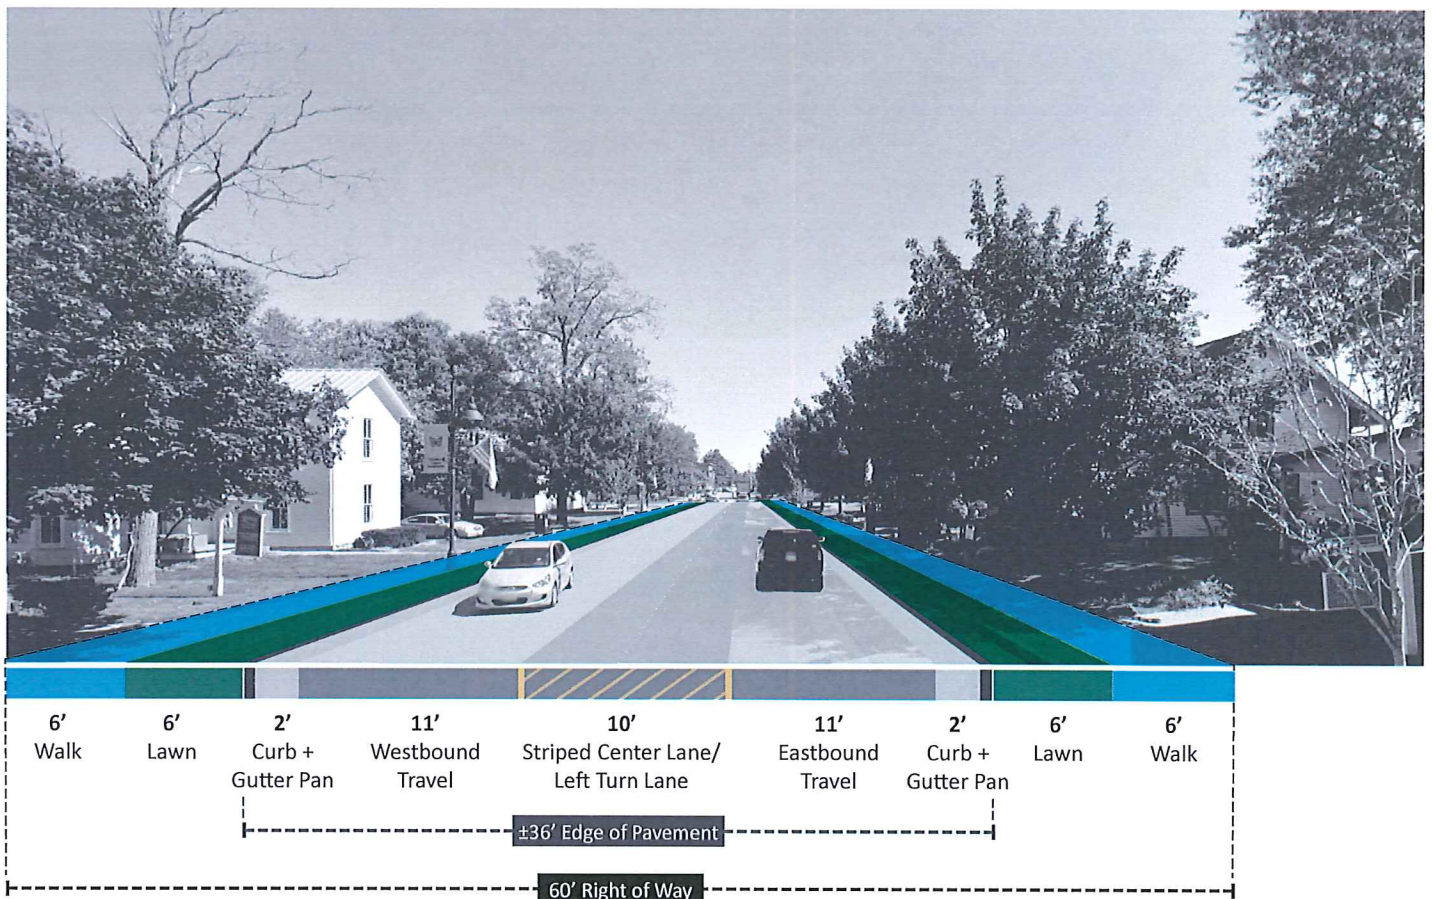 6’
Walk
6’
Lawn
2’
Curb +
Gutter Pan
11’
Westbound
Travel
10’
Striped Center Lane/
Left Turn Lane
11’
Eastbound
Travel
2’
Curb +
Gutter Pan
6’
Lawn
6’
Walk
±36’ Edge of Pavement
60’ Right of Way